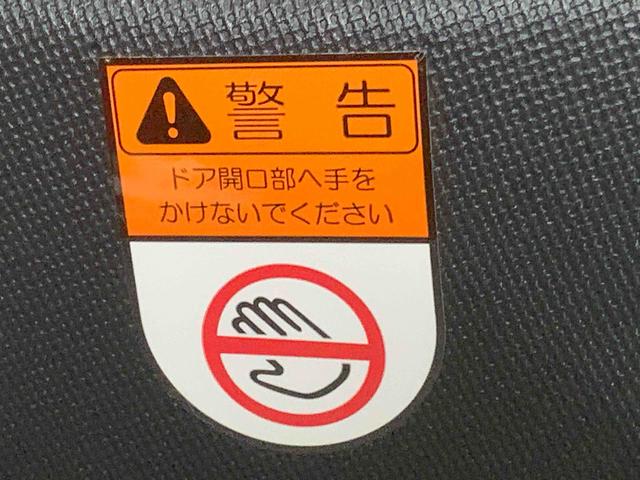 警告
ドア開口部へ手を
かけないでください